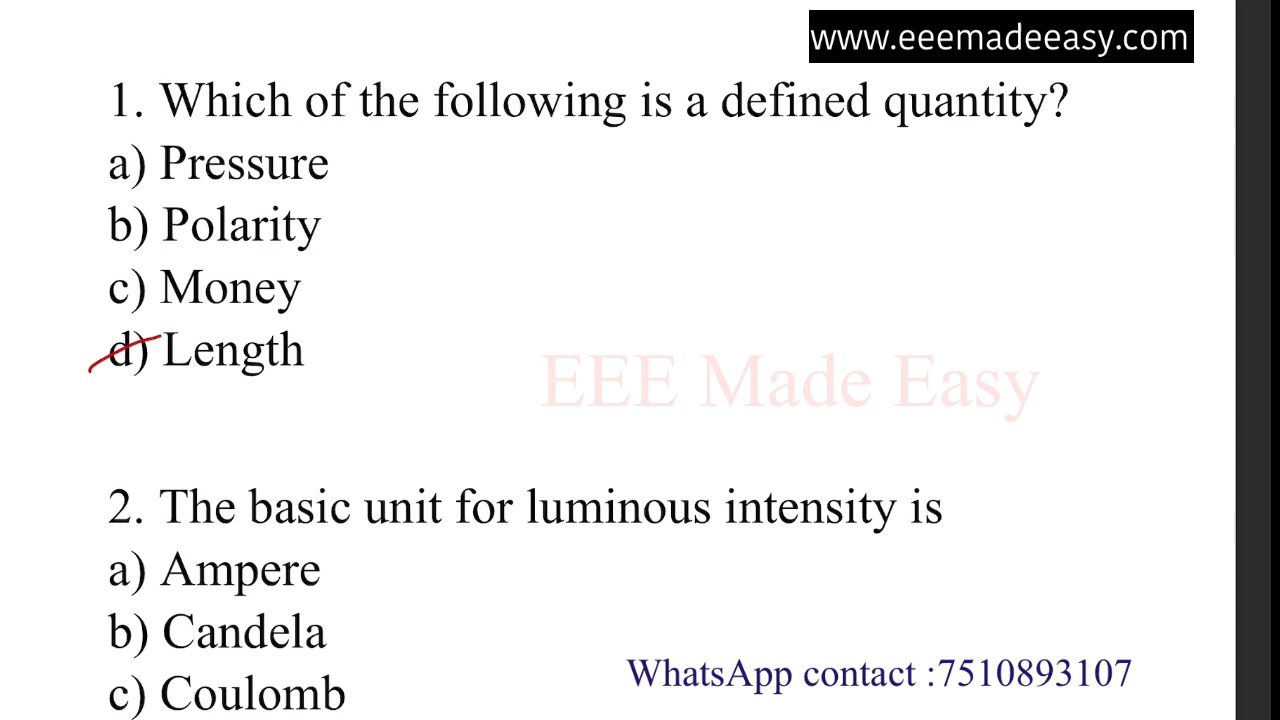 www.eeemadeeasy.com
1. Which of the following is a defined quantity?
a) Pressure
b) Polarity
c) Money
d) Length
EEE Made Easy
2. The basic unit for luminous intensity is
a) Ampere
b) Candela
WhatsApp contact :7510893107
c) Coulomb